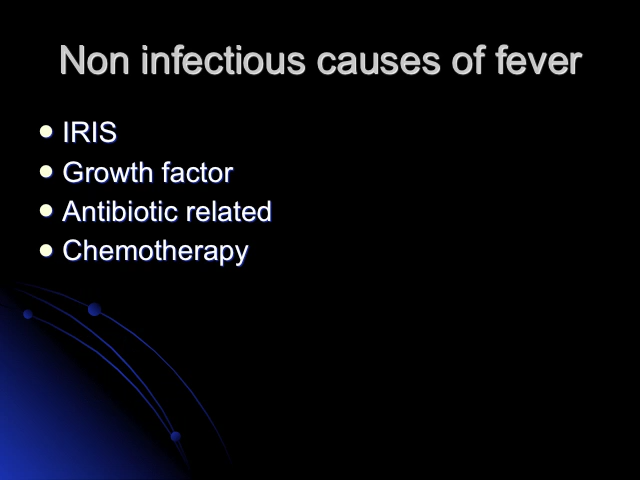 Non infectious causes of fever
IRIS
Growth factor
Antibiotic related
Chemotherapy